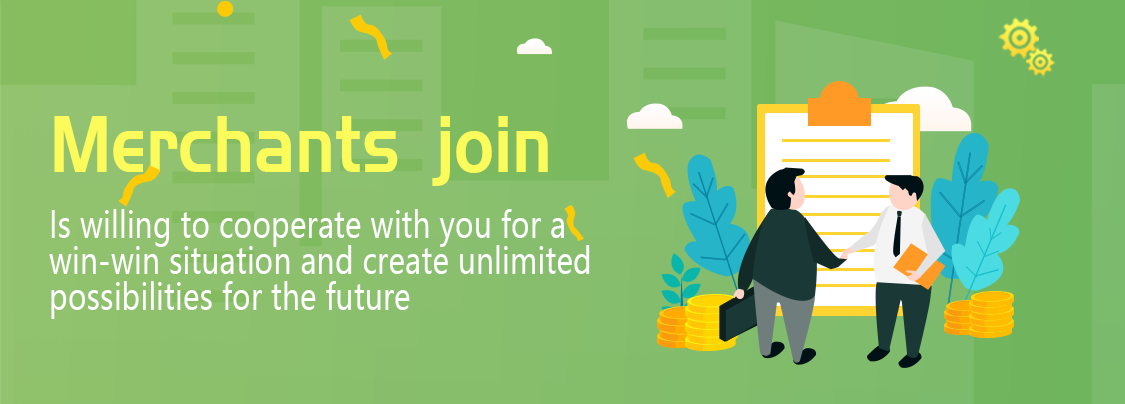 Merchants join
Is willing to cooperate with you for a
win-win situation and create unlimited
possibilities for the future